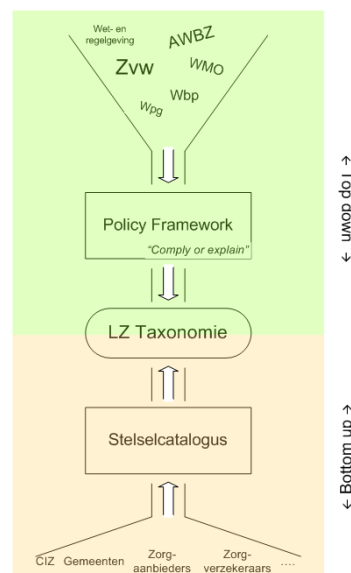 Wet- en
regelgeving
AWBZ
Zvw
WMO
Wbp
Wpg
← Top down →
Policy Framework
“Comply or explain”
LZ Taxonomie
Stelselcatalogus
← Bottom up →
CIZ Gemeenten Zorg-
aanbieders Zorg-
verzekeraars ....